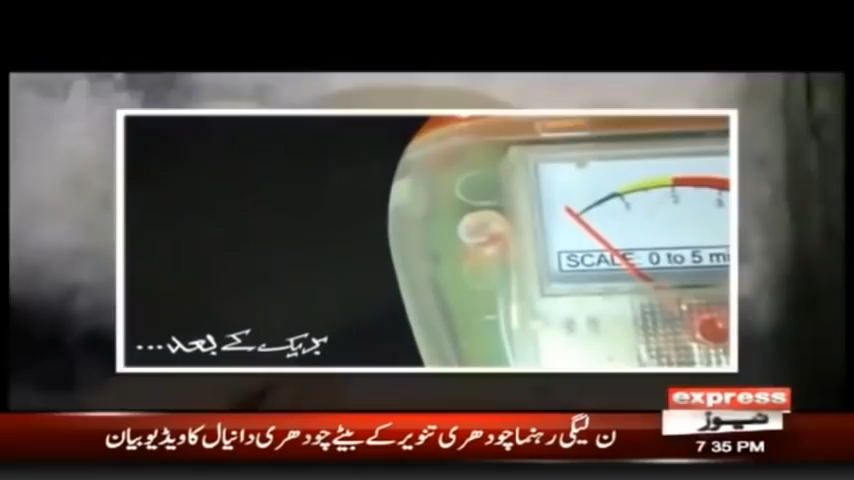 SCALE 0 to 5 m
بریک کے بعد...
express
نیوز
ن لیگی رہنما چودھری تنویر کے بیٹے چودھری دانیال کا ویڈیو بیان
7 35 PM